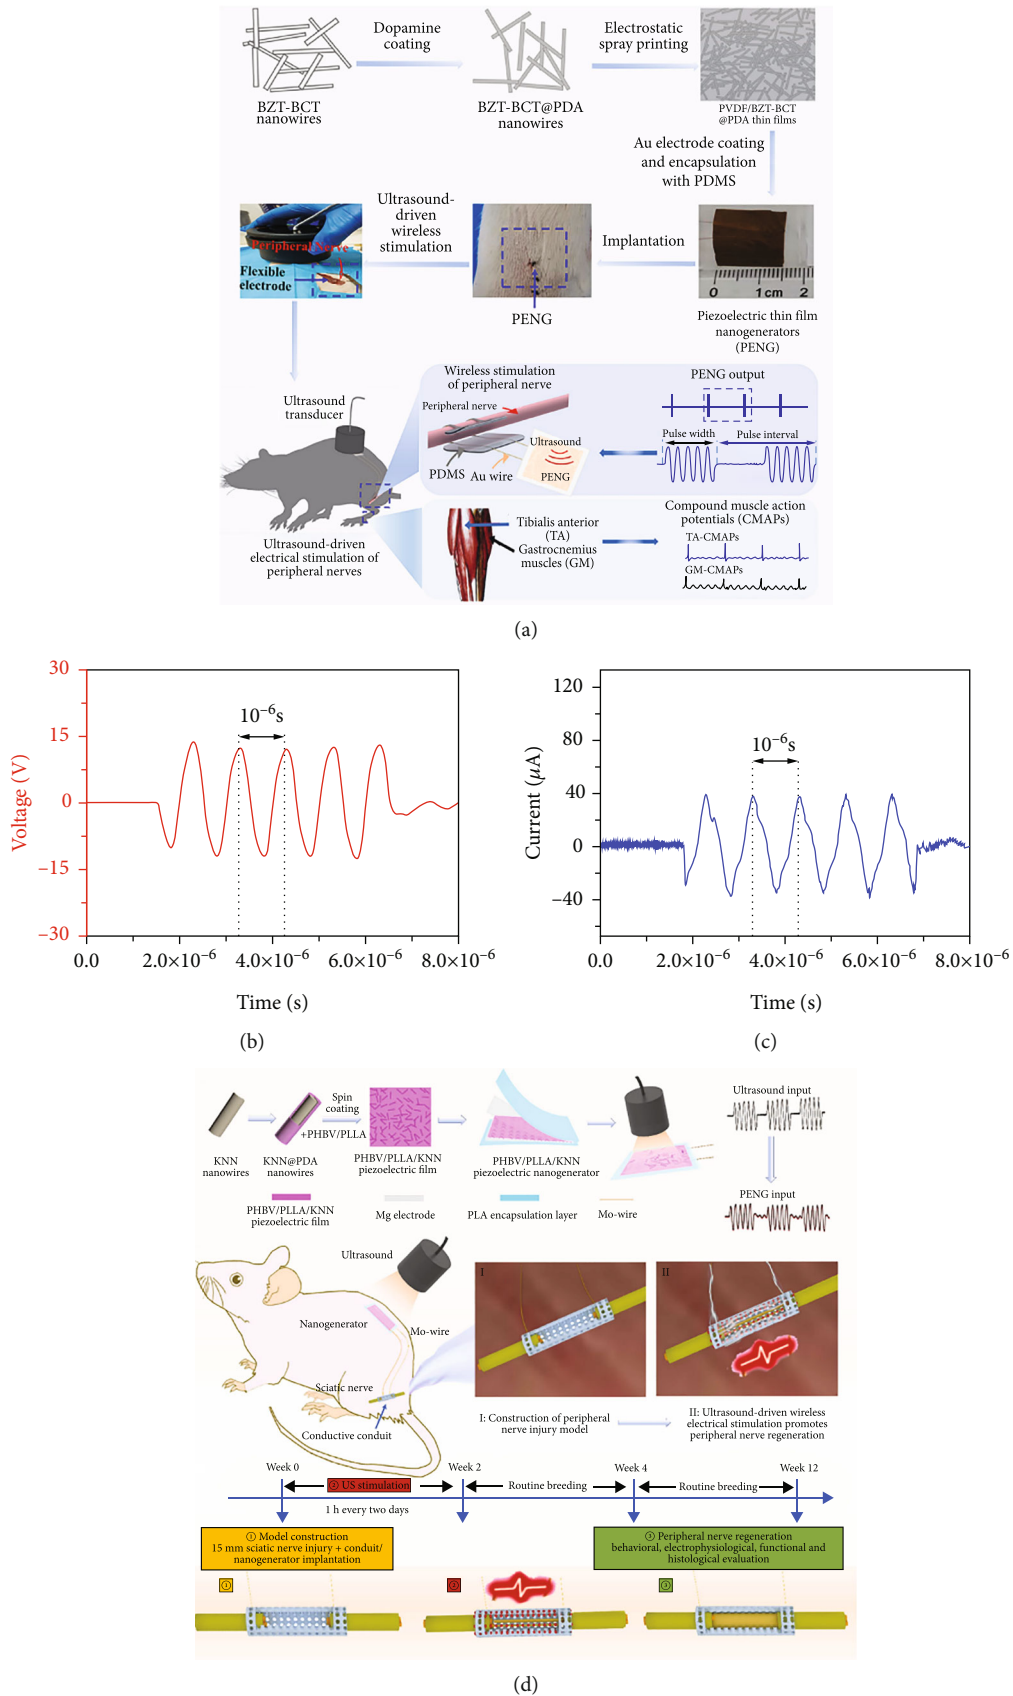 Dopamine
coating
Electrostatic
spray printing
BZT-BCT
nanowires
BZT-BCT@PDA
nanowires
PVDF/BZT-BCT
@PDA thin films
Au electrode coating
and encapsulation
with PDMS
Ultrasound-
driven
wireless
stimulation
Implantation
Peripheral Nerve
Flexible
electrode
PENG
0 1 cm 2
Piezoelectric thin film
nanogenerators
(PENG)
Ultrasound
transducer
Wireless stimulation
of peripheral nerve
Peripheral nerve
Ultrasound
PENG
PDMS
Au wire
PENG output
Pulse width
Pulse interval
Ultrasound-driven
electrical stimulation of
peripheral nerves
Tibialis anterior
(TA)
Gastrocnemius
muscles (GM)
Compound muscle action
potentials (CMAPs)
TA-CMAPs
GM-CMAPs
(a)
30
15
0
−15
−30
Voltage (V)
10⁻⁶s
0.0 2.0×10⁻⁶ 4.0×10⁻⁶ 6.0×10⁻⁶ 8.0×10⁻⁶
Time (s)
(b)
120
80
40
0
−40
Current (μA)
10⁻⁶s
0.0 2.0×10⁻⁶ 4.0×10⁻⁶ 6.0×10⁻⁶ 8.0×10⁻⁶
Time (s)
(c)
KNN
nanowires
KNN@PDA
nanowires
Spin
coating
+PHBV/PLLA
PHBV/PLLA/KNN
piezoelectric film
PHBV/PLLA/KNN
piezoelectric nanogenerator
Ultrasound input
PENG input
PHBV/PLLA/KNN
piezoelectric film
Mg electrode
PLA encapsulation layer
Mo-wire
Ultrasound
Nanogenerator
Mo-wire
Sciatic nerve
Conductive conduit
I
II
I: Construction of peripheral
nerve injury model
II: Ultrasound-driven wireless
electrical stimulation promotes
peripheral nerve regeneration
Week 0
Week 2
Week 4
Week 12
② US stimulation
Routine breeding
Routine breeding
1 h every two days
① Model construction
15 mm sciatic nerve injury + conduit/
nanogenerator implantation
③ Peripheral nerve regeneration
behavioral, electrophysiological, functional and
histological evaluation
①
②
③
(d)